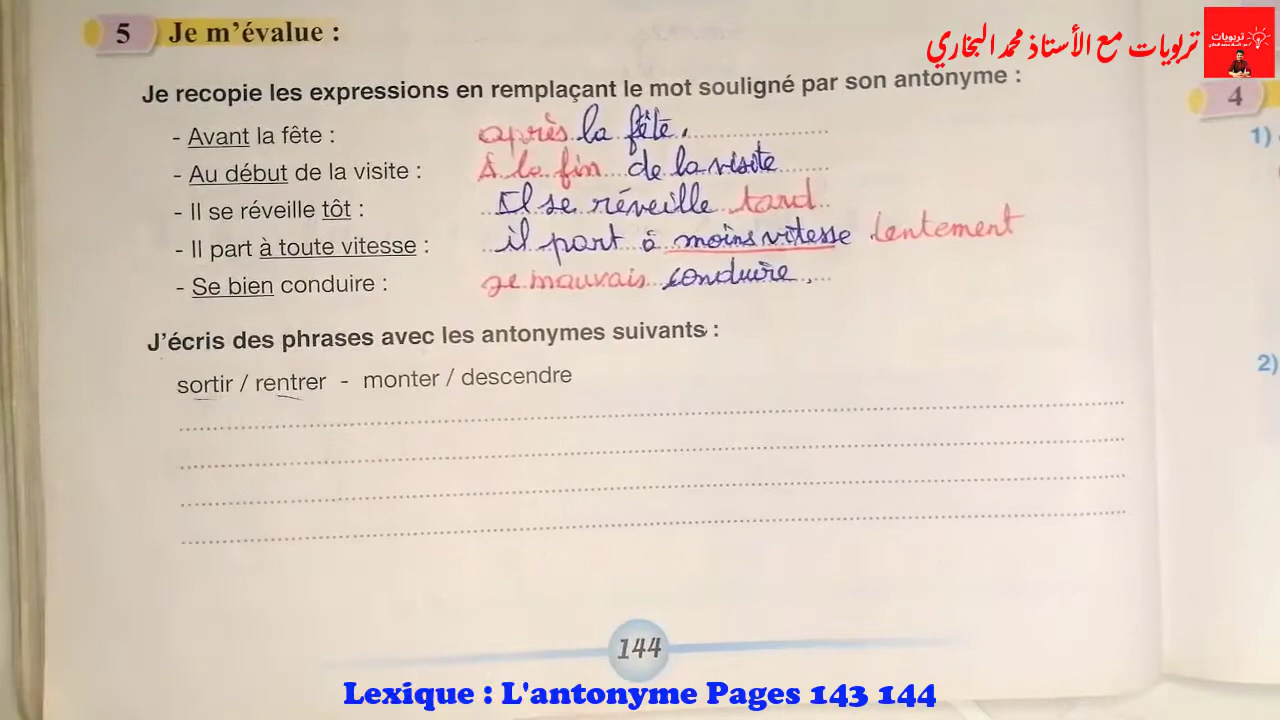 تربويات مع الأستاذ محمد البخاري
تربويات
5 Je m'évalue :
Je recopie les expressions en remplaçant le mot souligné par son antonyme :
- Avant la fête : après la fête.
- Au début de la visite : A la fin de la visite
- Il se réveille tôt : Il se réveille tard
- Il part à toute vitesse : il part à moins vitesse lentement
- Se bien conduire : se mauvais conduire.
J'écris des phrases avec les antonymes suivants :
sortir / rentrer - monter / descendre
144
4
1)
2)
Lexique : L'antonyme Pages 143 144